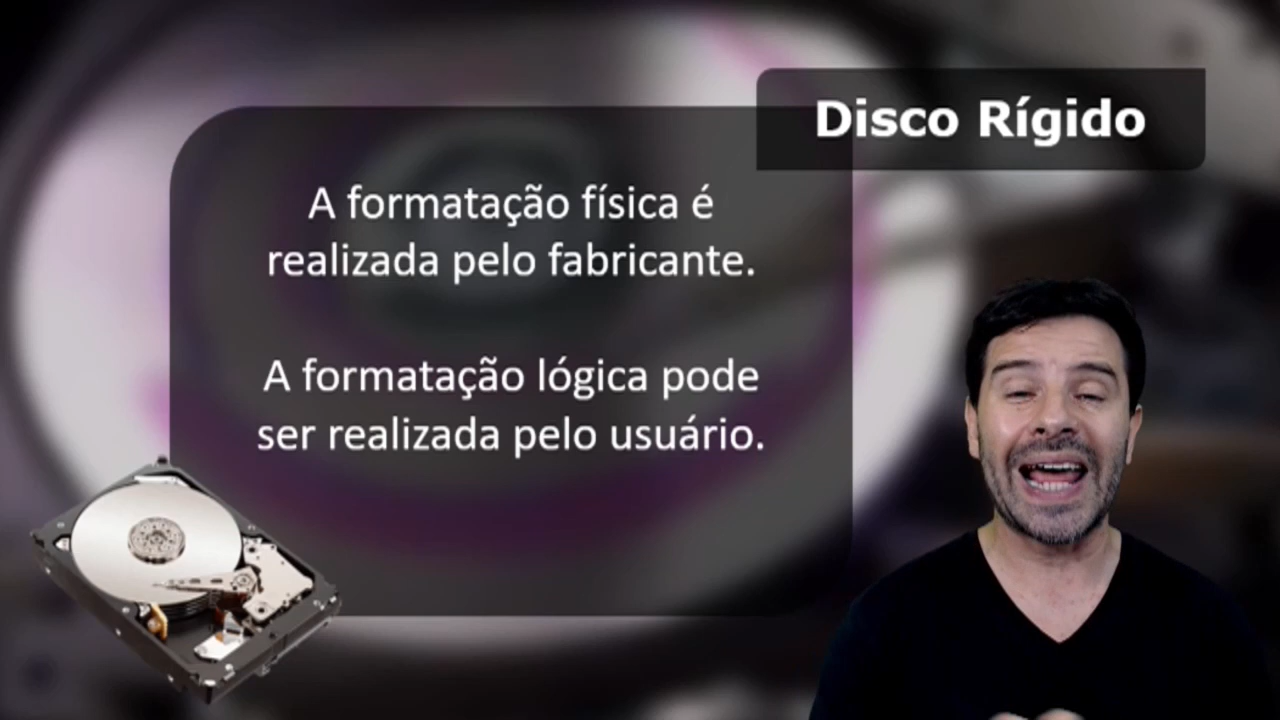 Disco Rígido
A formatação física é
realizada pelo fabricante.
A formatação lógica pode
ser realizada pelo usuário.